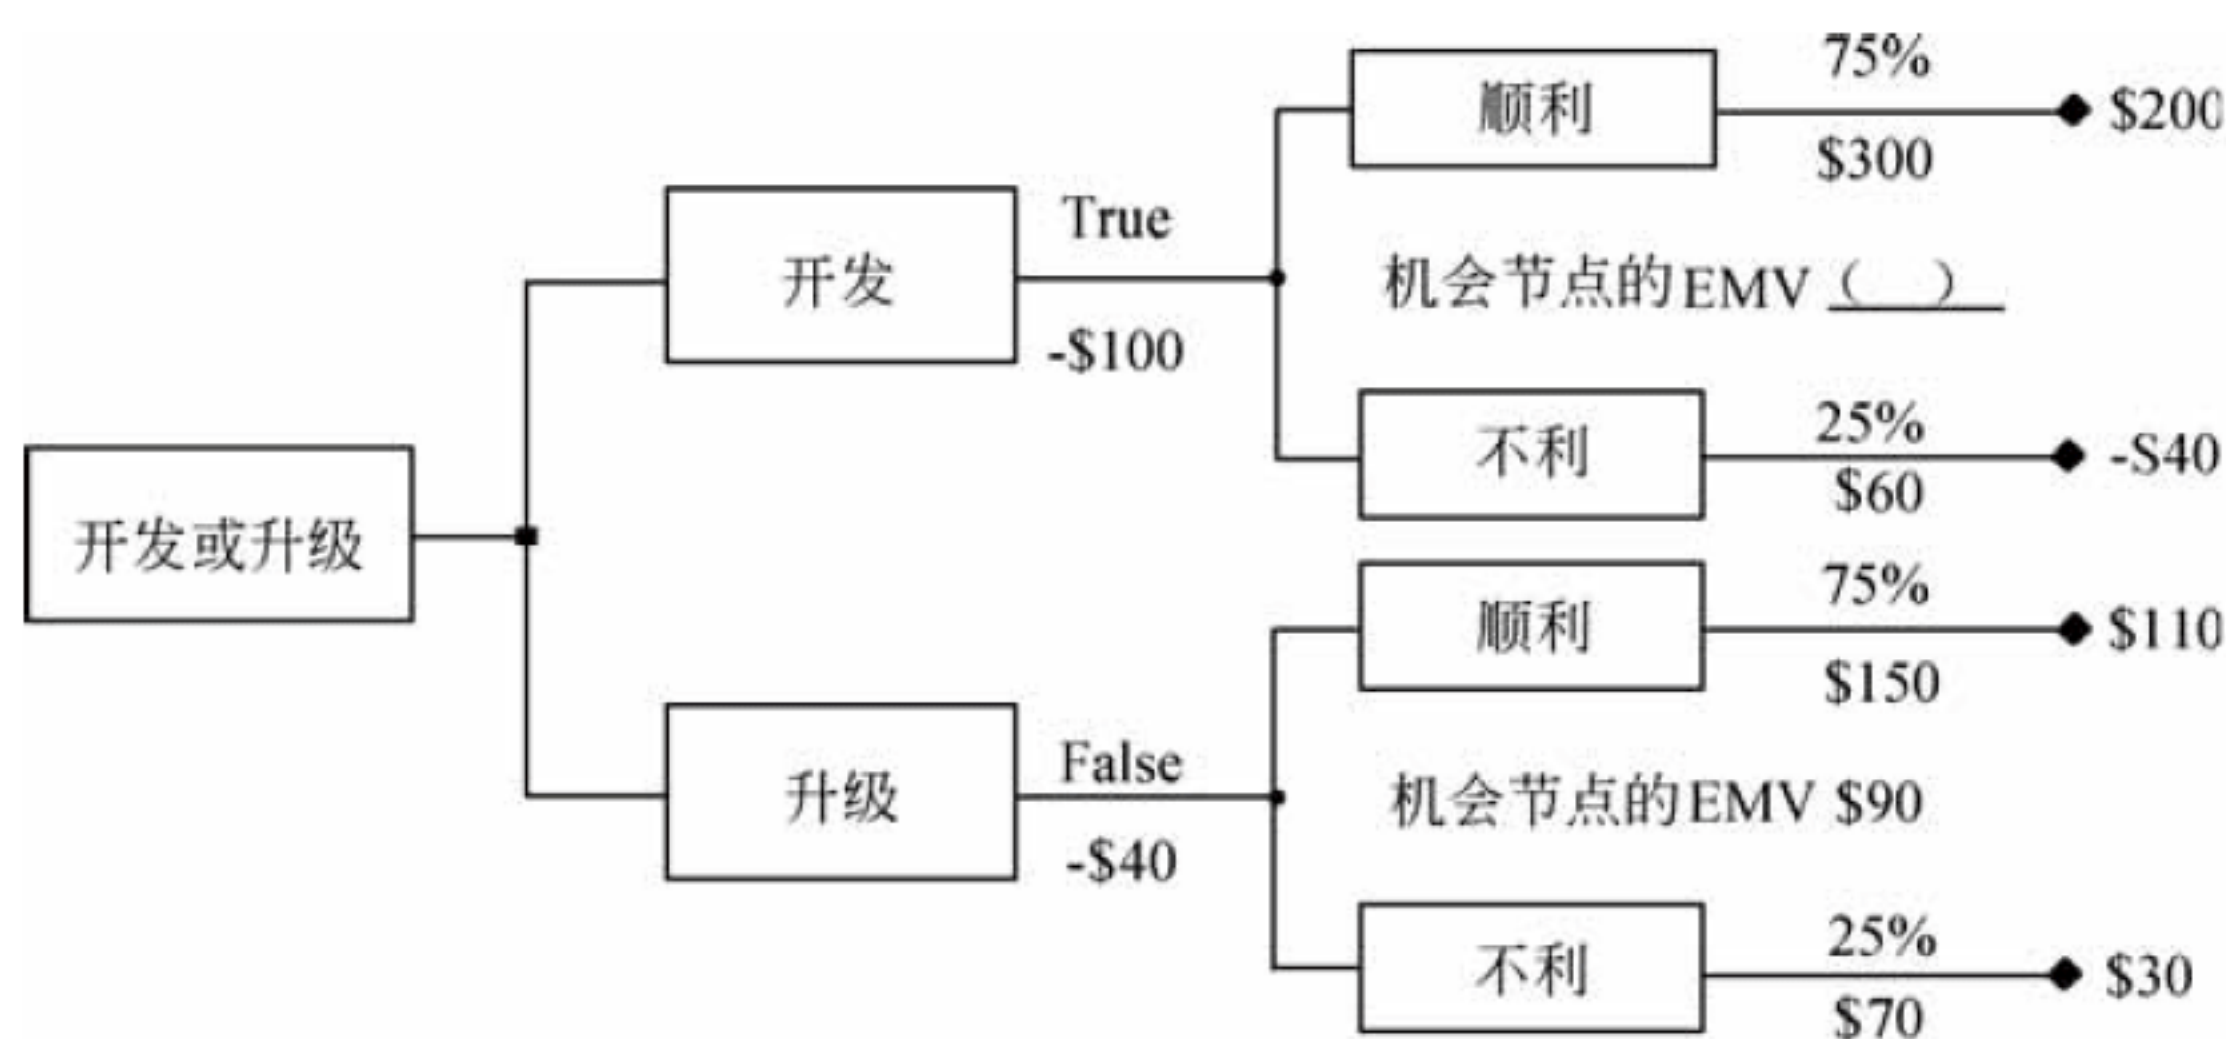 75%
顺利
$200
$300
True
开发
机会节点的EMV (  )
-$100
25%
不利
-S40
$60
开发或升级
75%
顺利
$110
$150
False
升级
机会节点的EMV $90
-$40
25%
不利
$30
$70